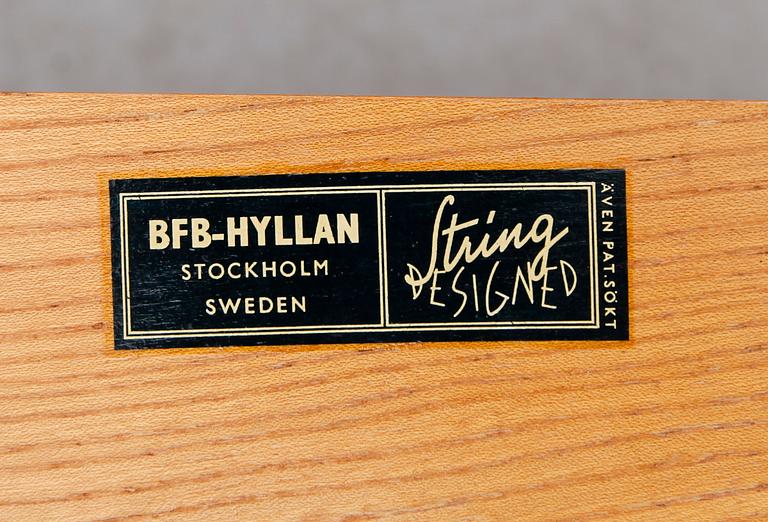 BFB-HYLLAN
STOCKHOLM
SWEDEN
String
DESIGNED
ÄVEN PAT.SÖKT